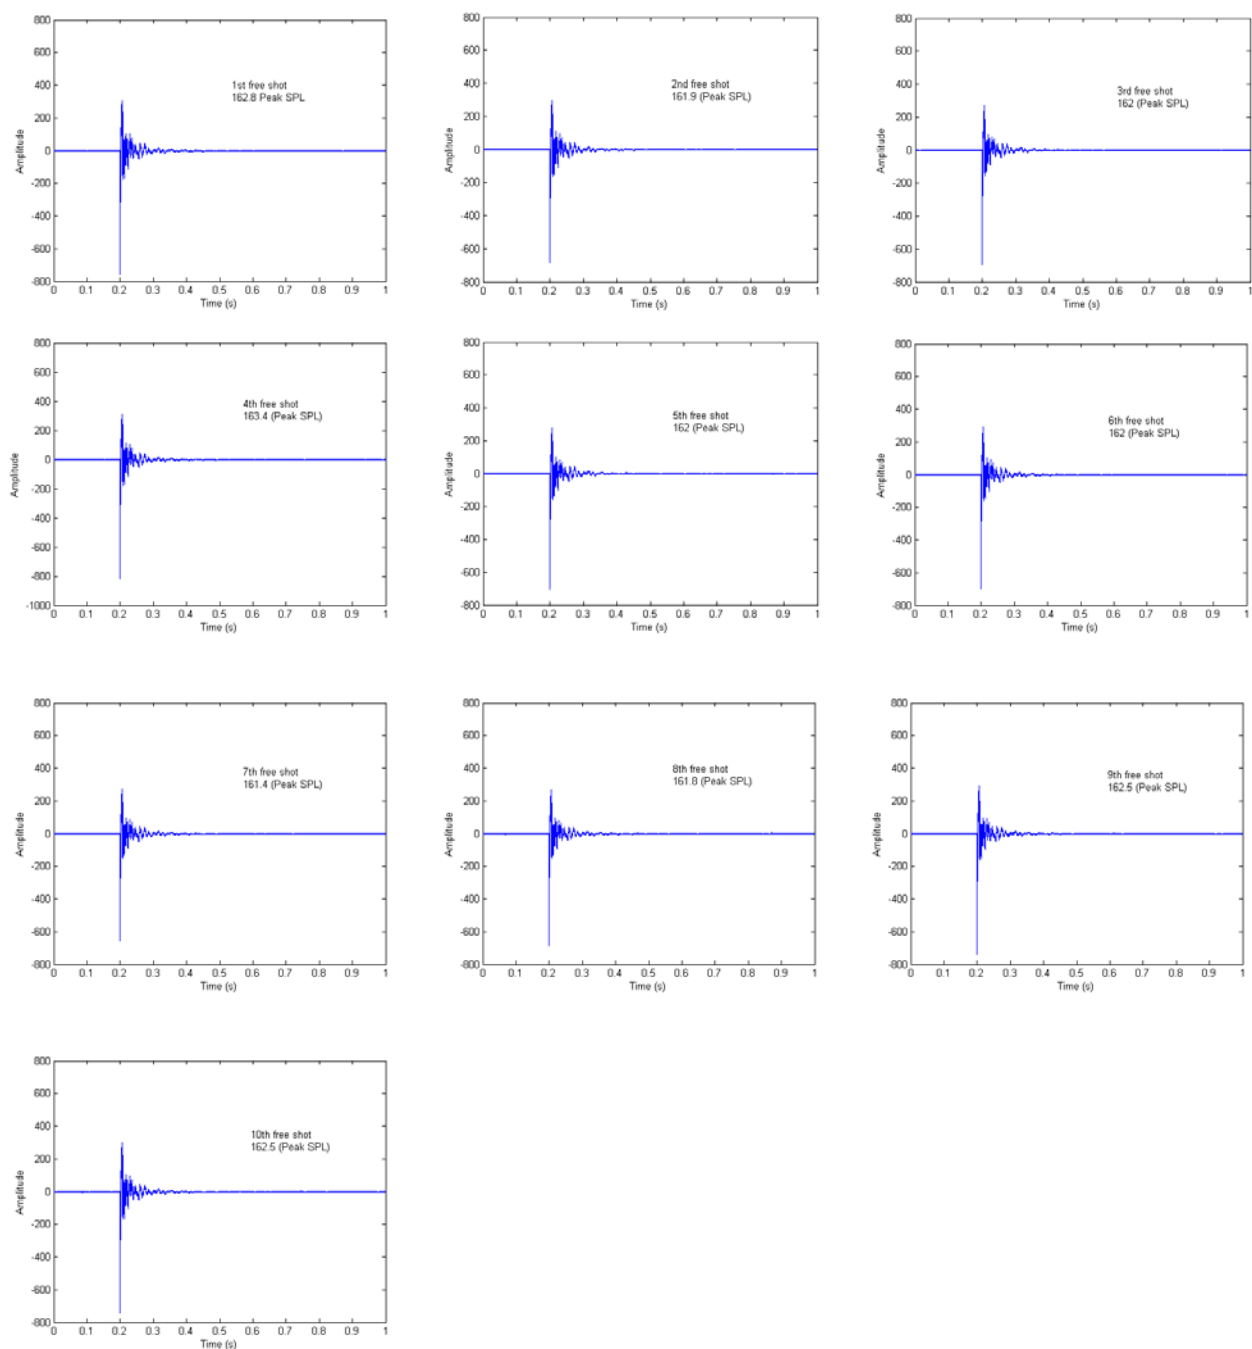 800
600
400
200
0
-200
-400
-600
-800
Amplitude
1st free shot
162.8 Peak SPL
0 0.1 0.2 0.3 0.4 0.5 0.6 0.7 0.8 0.9 1
Time (s)
800
600
400
200
0
-200
-400
-600
-800
Amplitude
2nd free shot
161.9 (Peak SPL)
0 0.1 0.2 0.3 0.4 0.5 0.6 0.7 0.8 0.9 1
Time (s)
800
600
400
200
0
-200
-400
-600
-800
Amplitude
3rd free shot
162 (Peak SPL)
0 0.1 0.2 0.3 0.4 0.5 0.6 0.7 0.8 0.9 1
Time (s)
800
600
400
200
0
-200
-400
-600
-800
-1000
Amplitude
4th free shot
163.4 (Peak SPL)
0 0.1 0.2 0.3 0.4 0.5 0.6 0.7 0.8 0.9 1
Time (s)
800
600
400
200
0
-200
-400
-600
-800
Amplitude
5th free shot
162 (Peak SPL)
0 0.1 0.2 0.3 0.4 0.5 0.6 0.7 0.8 0.9 1
Time (s)
800
600
400
200
0
-200
-400
-600
-800
Amplitude
6th free shot
162 (Peak SPL)
0 0.1 0.2 0.3 0.4 0.5 0.6 0.7 0.8 0.9 1
Time (s)
800
600
400
200
0
-200
-400
-600
-800
Amplitude
7th free shot
161.4 (Peak SPL)
0 0.1 0.2 0.3 0.4 0.5 0.6 0.7 0.8 0.9 1
Time (s)
800
600
400
200
0
-200
-400
-600
-800
Amplitude
8th free shot
161.8 (Peak SPL)
0 0.1 0.2 0.3 0.4 0.5 0.6 0.7 0.8 0.9 1
Time (s)
800
600
400
200
0
-200
-400
-600
-800
Amplitude
9th free shot
162.5 (Peak SPL)
0 0.1 0.2 0.3 0.4 0.5 0.6 0.7 0.8 0.9 1
Time (s)
800
600
400
200
0
-200
-400
-600
-800
Amplitude
10th free shot
162.5 (Peak SPL)
0 0.1 0.2 0.3 0.4 0.5 0.6 0.7 0.8 0.9 1
Time (s)